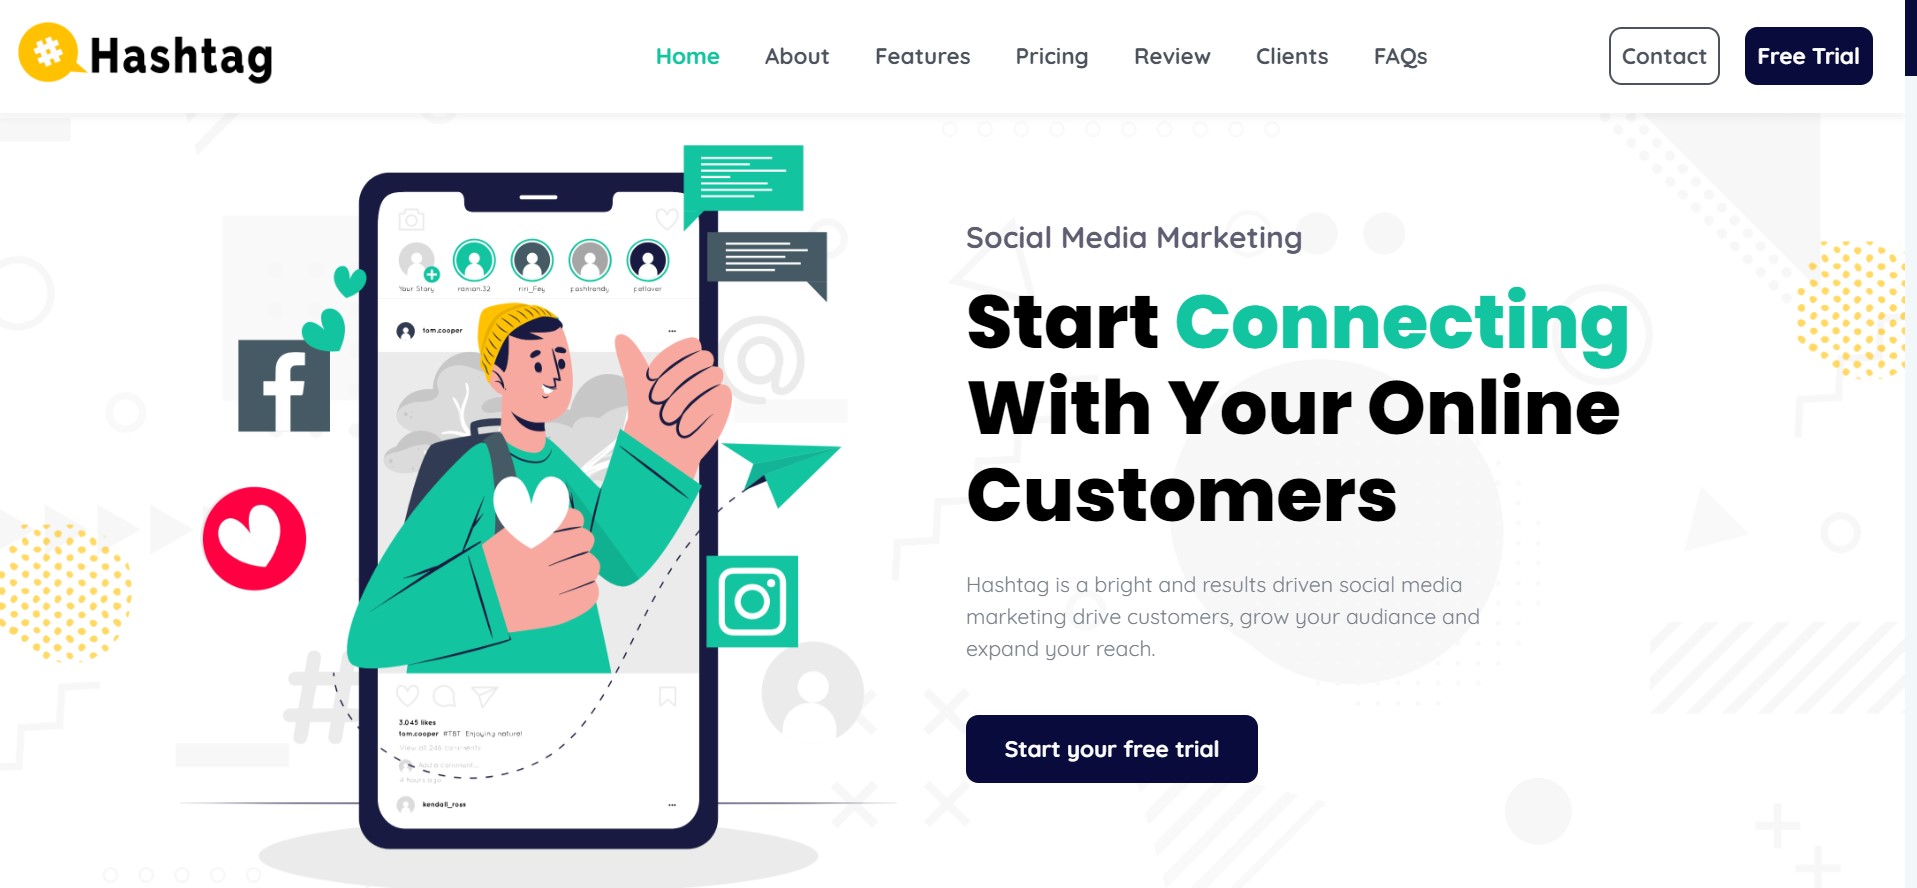 Hashtag
Home About Features Pricing Review Clients FAQs
Contact Free Trial
Your Story raman.32 riri_Fey pashtrendy petlover
tom.cooper
3,045 likes
tom.cooper #TBT Enjoying nature!
View all 246 comments
Add a comment...
4 hours ago
kendall_ross
Social Media Marketing
Start Connecting
With Your Online
Customers
Hashtag is a bright and results driven social media
marketing drive customers, grow your audiance and
expand your reach.
Start your free trial